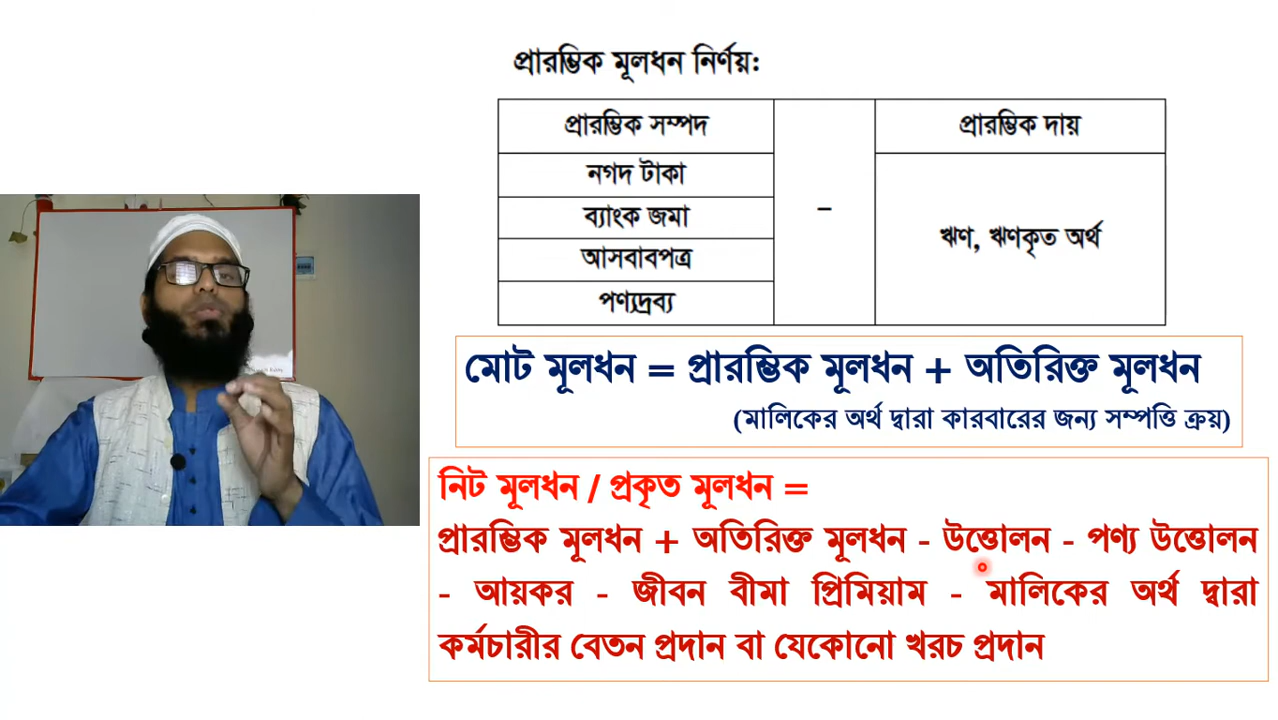 প্রারম্ভিক মূলধন নির্ণয়:
প্রারম্ভিক সম্পদ
প্রারম্ভিক দায়
নগদ টাকা
ব্যাংক জমা
–
ঋণ, ঋণকৃত অর্থ
আসবাবপত্র
পণ্যদ্রব্য
মোট মূলধন = প্রারম্ভিক মূলধন + অতিরিক্ত মূলধন
(মালিকের অর্থ দ্বারা কারবারের জন্য সম্পত্তি ক্রয়)
নিট মূলধন / প্রকৃত মূলধন =
প্রারম্ভিক মূলধন + অতিরিক্ত মূলধন - উত্তোলন - পণ্য উত্তোলন
- আয়কর - জীবন বীমা প্রিমিয়াম - মালিকের অর্থ দ্বারা
কর্মচারীর বেতন প্রদান বা যেকোনো খরচ প্রদান